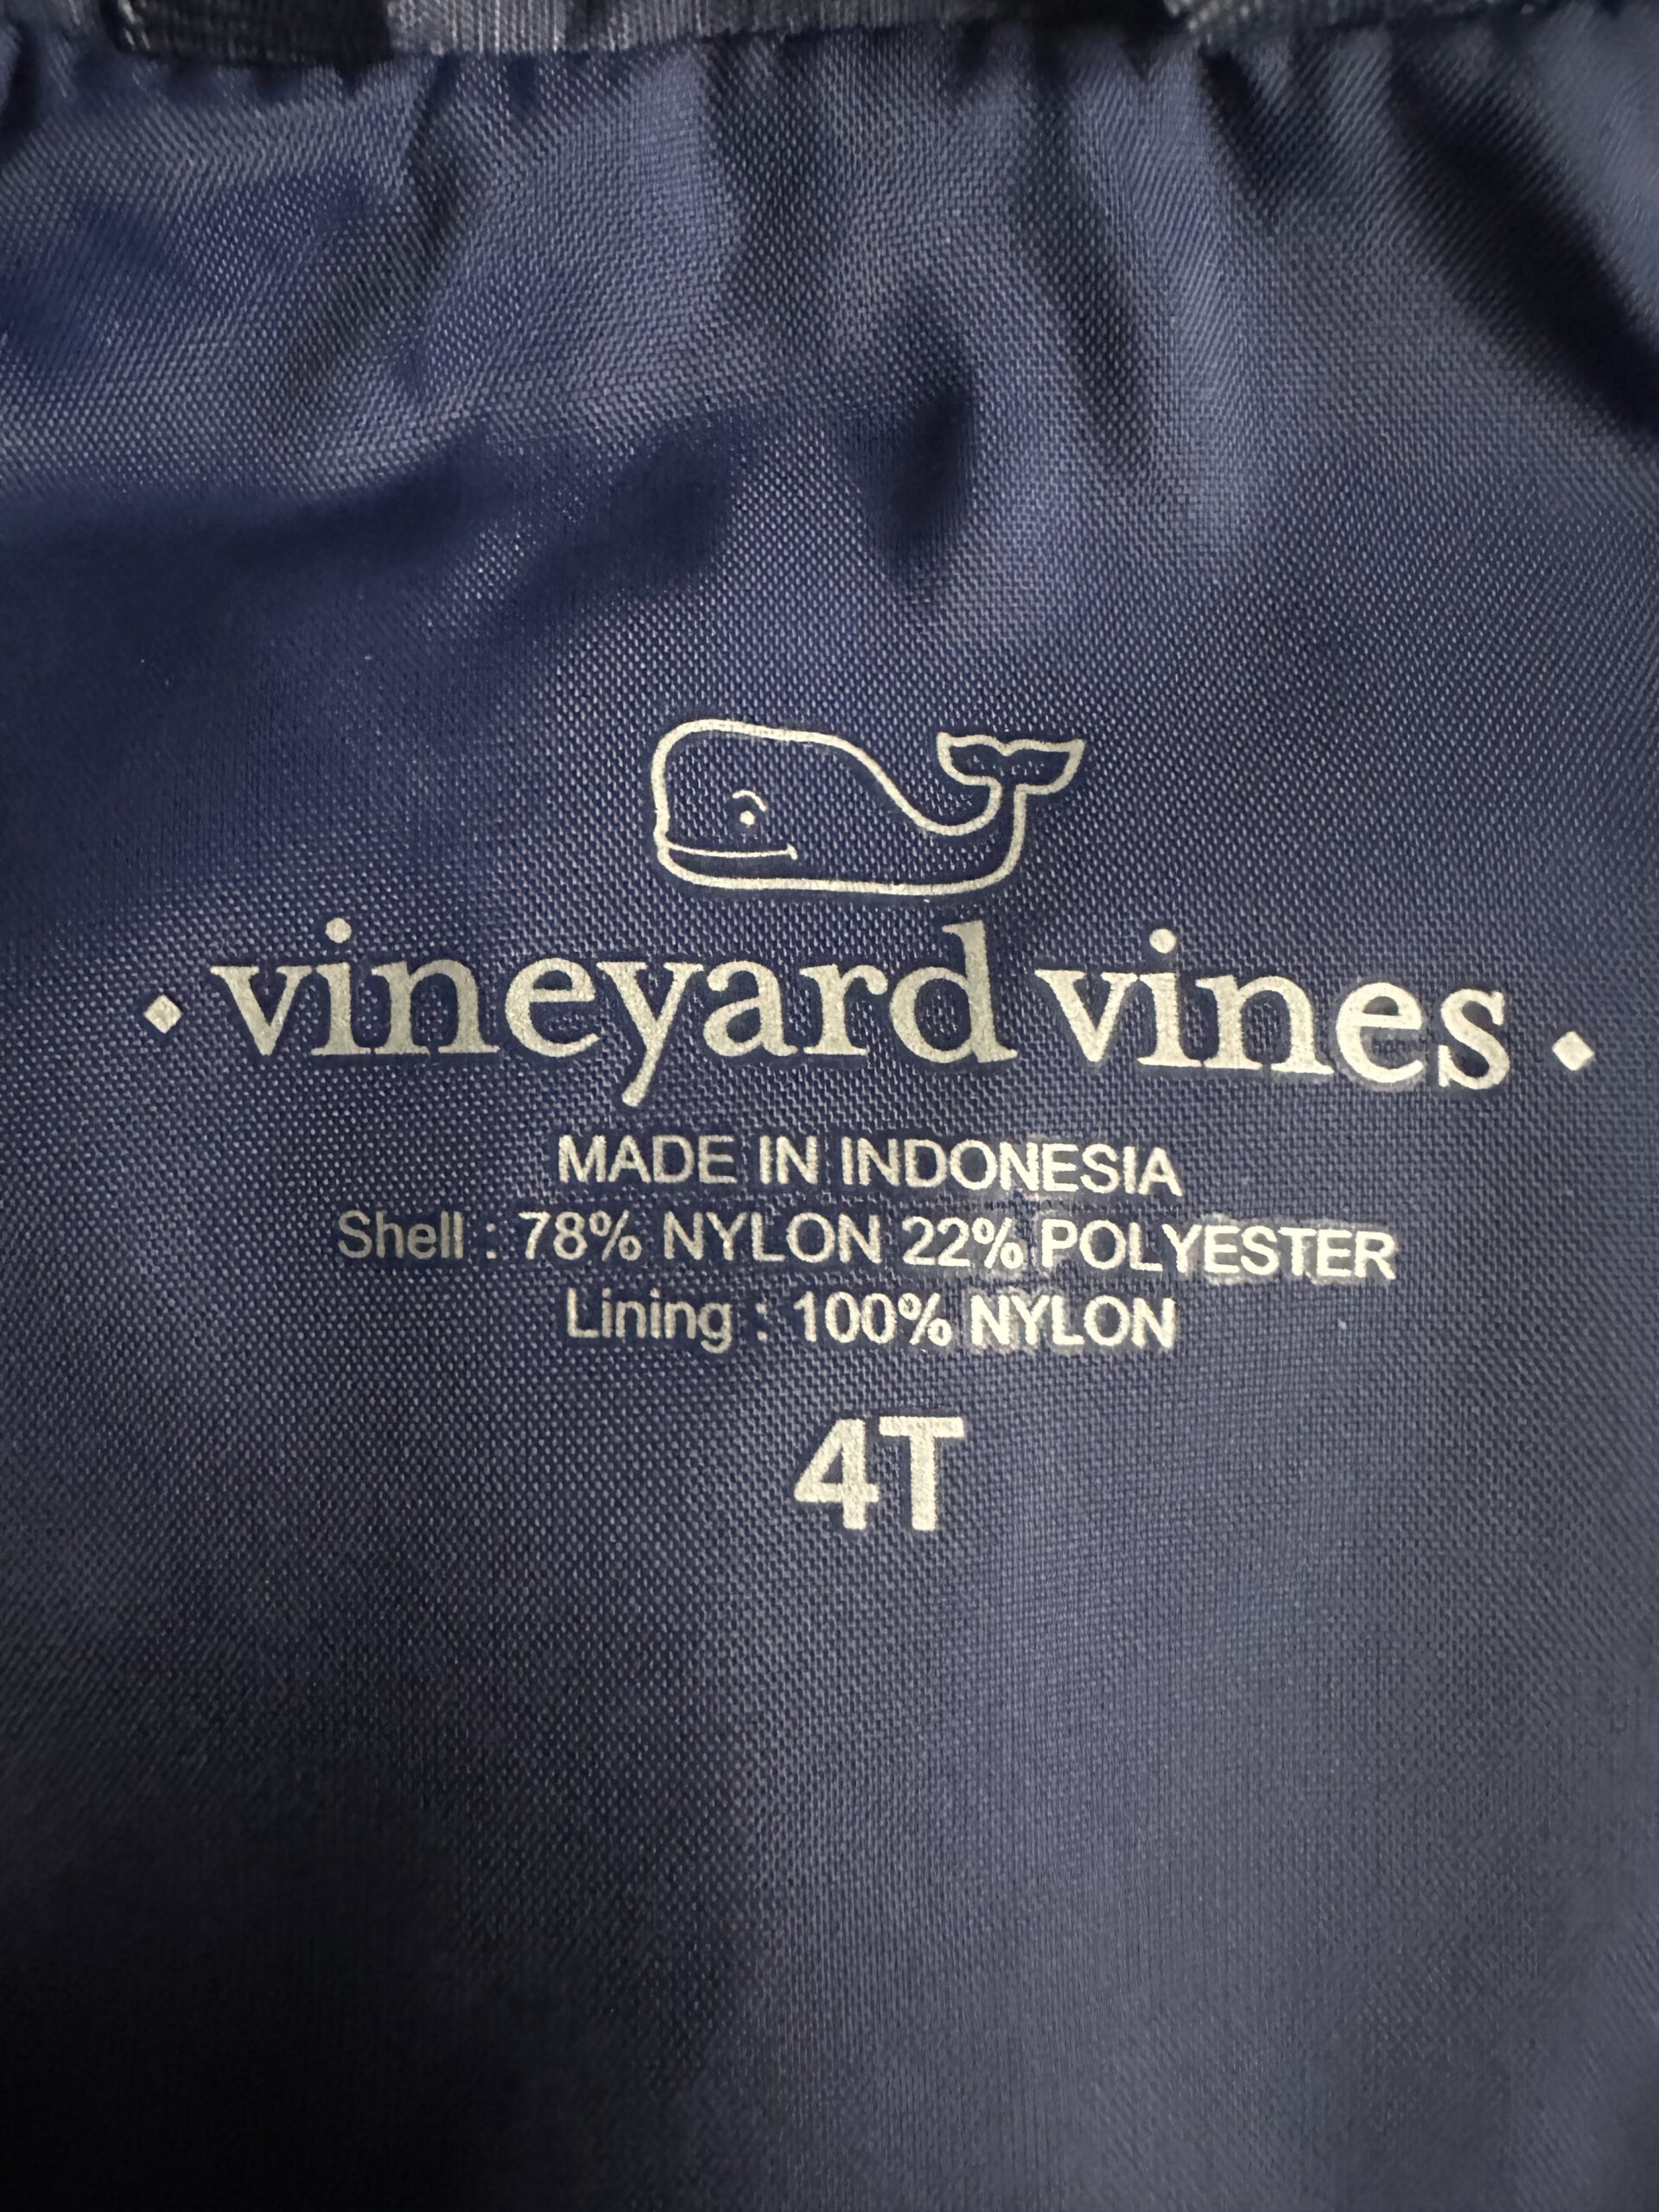 vineyard vines
MADE IN INDONESIA
Shell : 78% NYLON 22% POLYESTER
Lining : 100% NYLON
4T